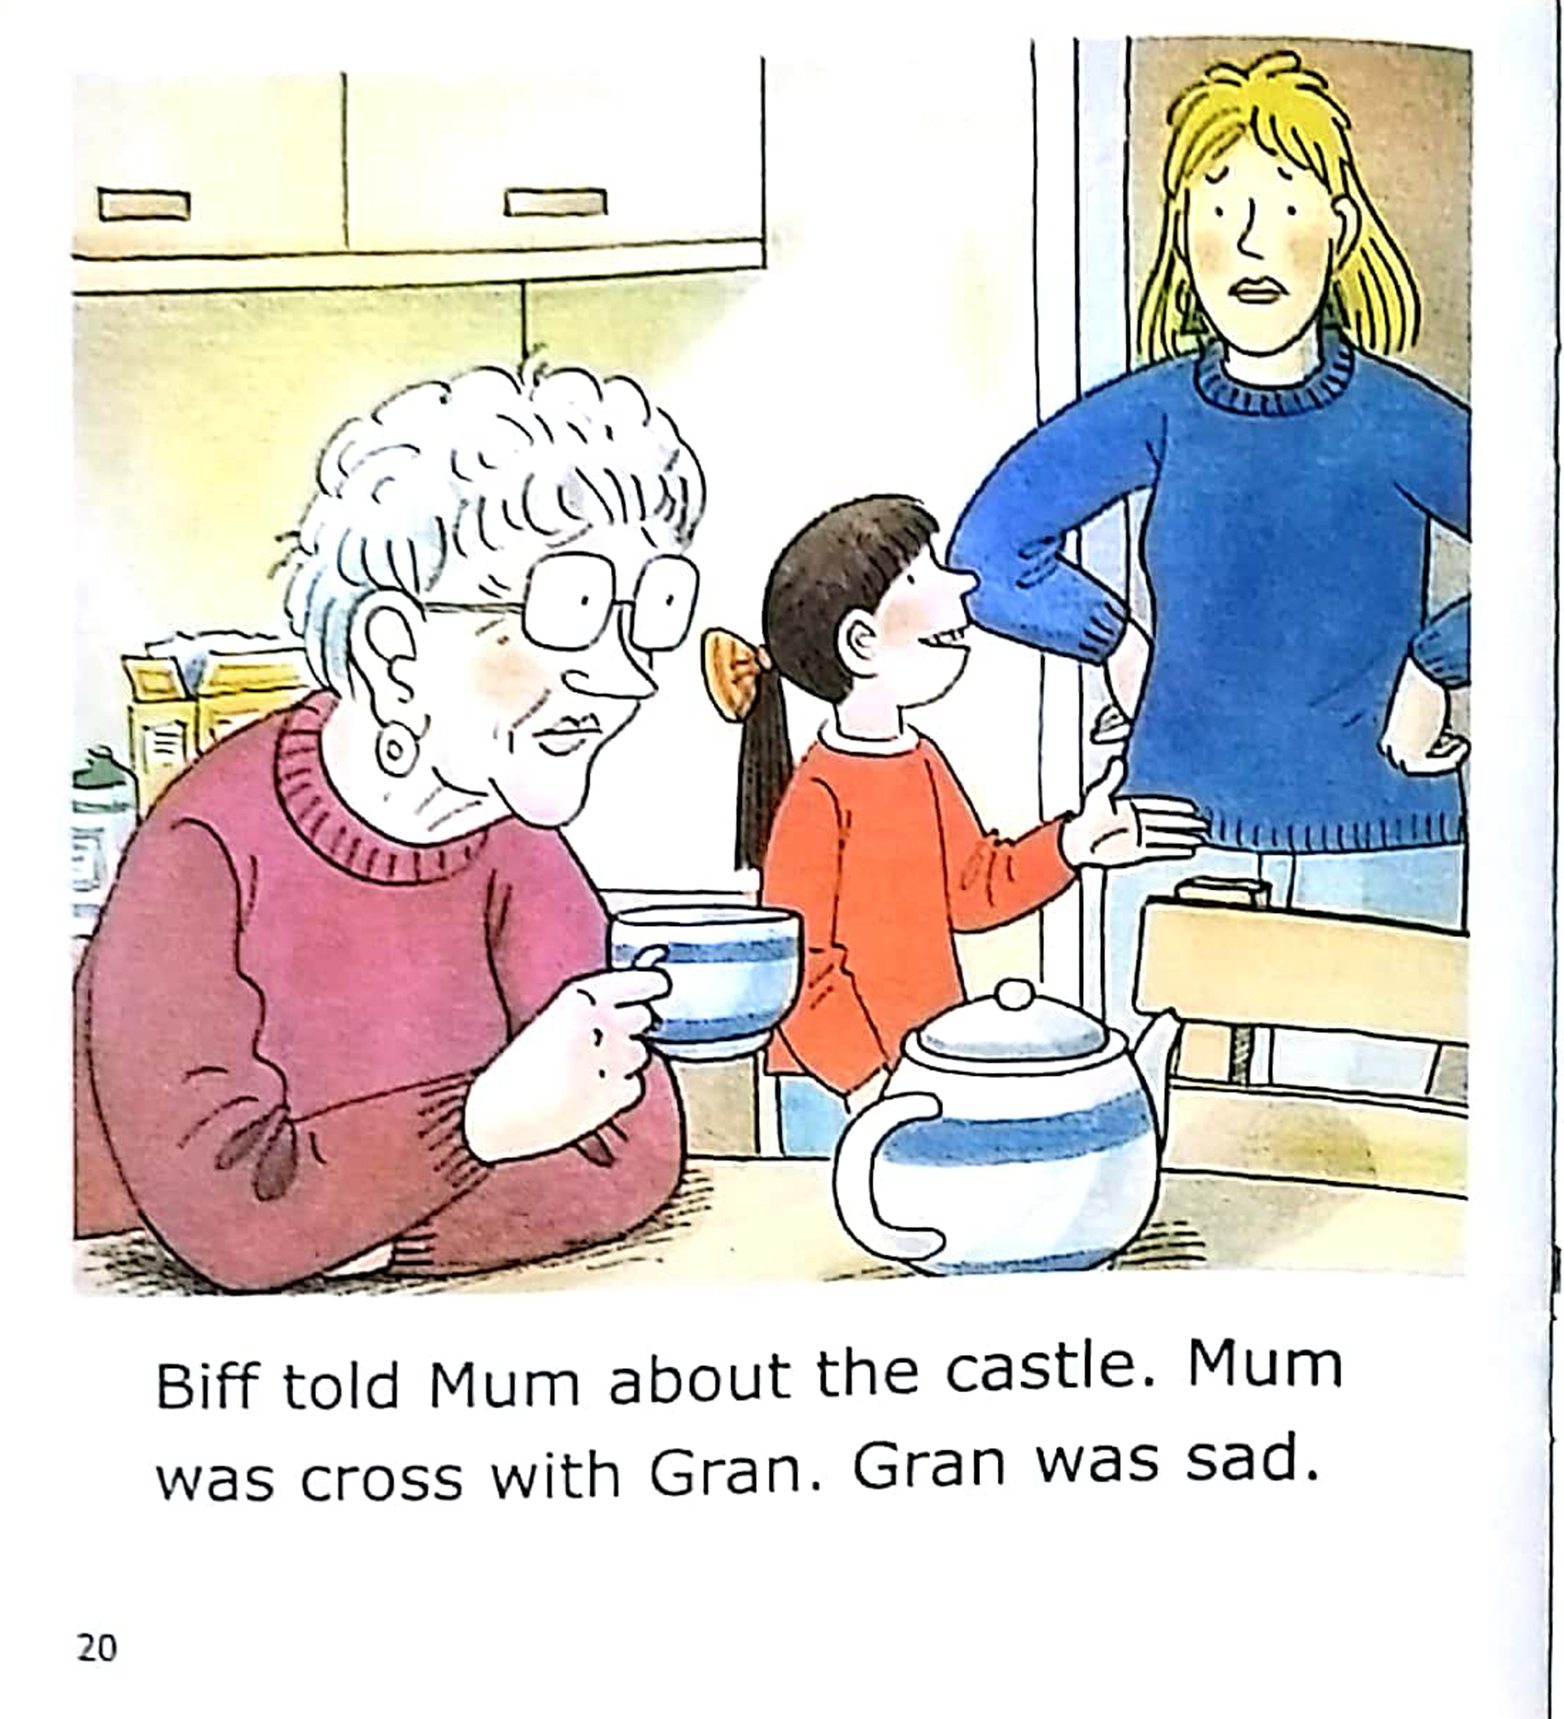 Biff told Mum about the castle. Mum
was cross with Gran. Gran was sad.
20